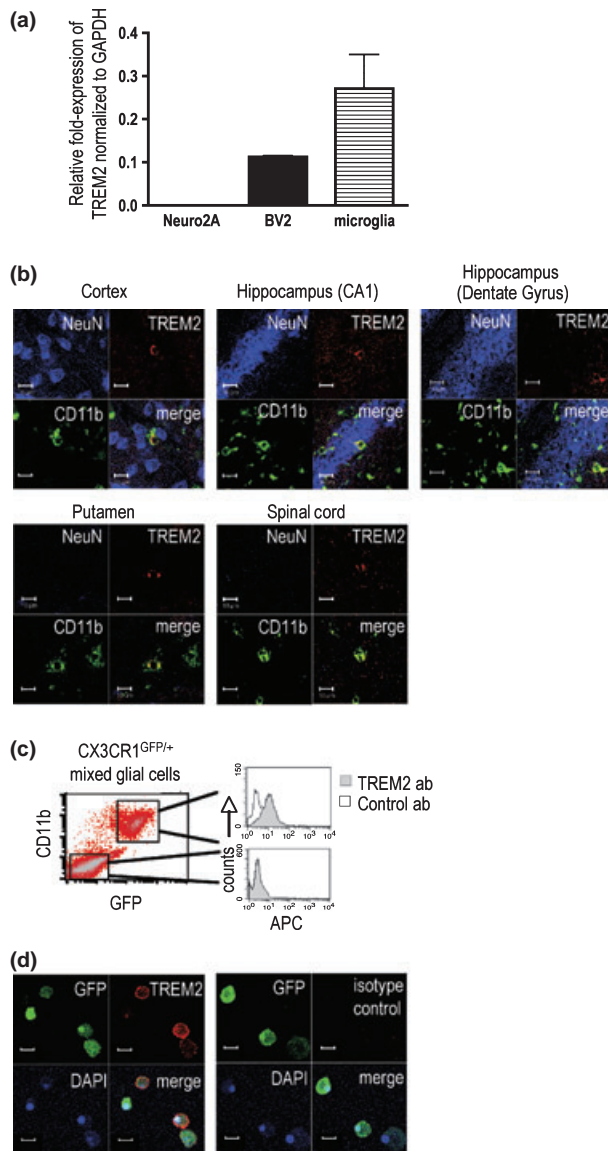 (a)
Relative fold-expression of
TREM2 normalized to GAPDH
0.4
0.3
0.2
0.1
0.0
Neuro2A BV2 microglia
(b)
Cortex
Hippocampus (CA1)
Hippocampus
(Dentate Gyrus)
NeuN TREM2
CD11b merge
NeuN TREM2
CD11b merge
NeuN TREM2
CD11b merge
Putamen
Spinal cord
NeuN TREM2
CD11b merge
NeuN TREM2
CD11b merge
(c)
CX3CR1GFP/+
mixed glial cells
CD11b
GFP
150
0
10⁰ 10¹ 10² 10³ 10⁴
600
0
10⁰ 10¹ 10² 10³ 10⁴
counts
APC
TREM2 ab
Control ab
(d)
GFP TREM2
DAPI merge
GFP isotype
control
DAPI merge